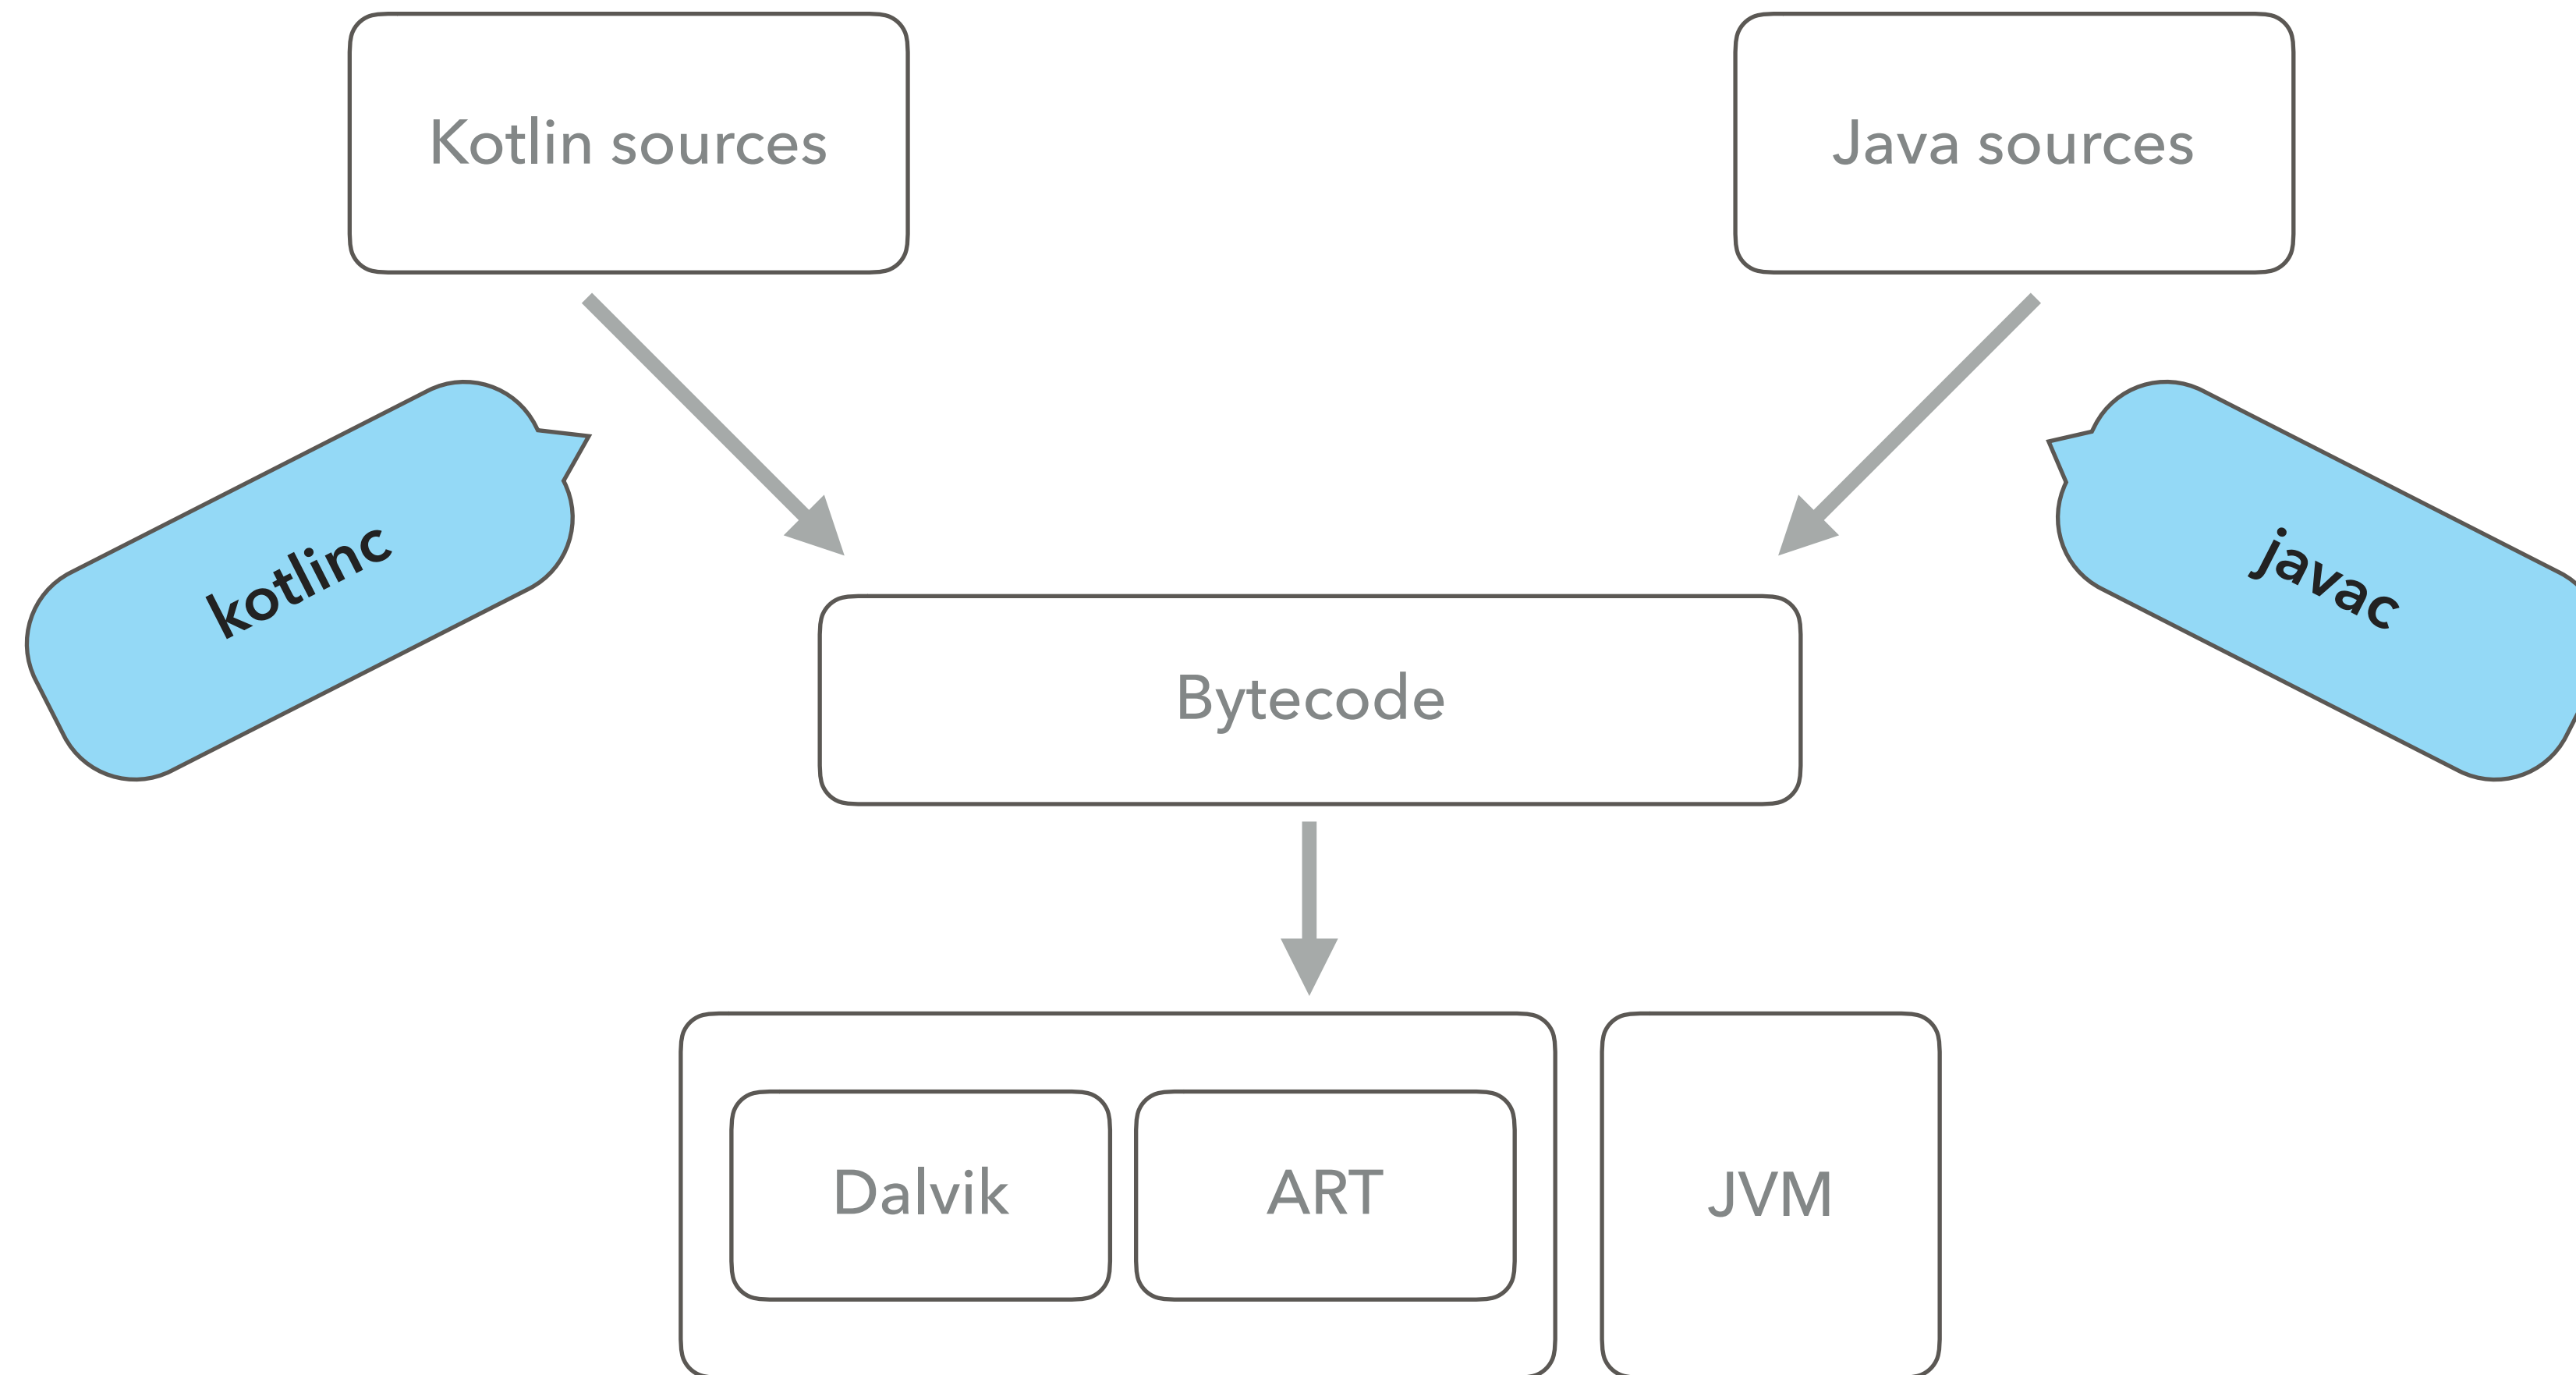 Kotlin sources
Java sources
kotlinc
javac
Bytecode
Dalvik
ART
JVM